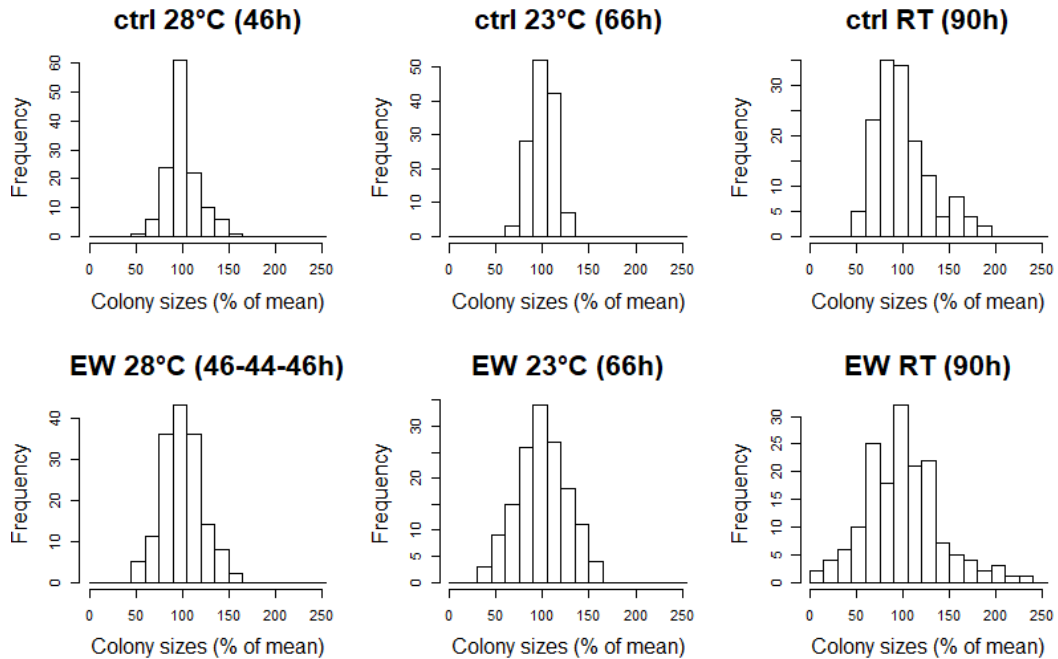 ctrl 28°C (46h)
Frequency
0 10 20 30 40 50 60
0 50 100 150 200 250
Colony sizes (% of mean)
ctrl 23°C (66h)
Frequency
0 10 20 30 40 50
0 50 100 150 200 250
Colony sizes (% of mean)
ctrl RT (90h)
Frequency
0 5 10 20 30
0 50 100 150 200 250
Colony sizes (% of mean)
EW 28°C (46-44-46h)
Frequency
0 10 20 30 40
0 50 100 150 200 250
Colony sizes (% of mean)
EW 23°C (66h)
Frequency
0 5 10 20 30
0 50 100 150 200 250
Colony sizes (% of mean)
EW RT (90h)
Frequency
0 5 10 15 20 25 30
0 50 100 150 200 250
Colony sizes (% of mean)